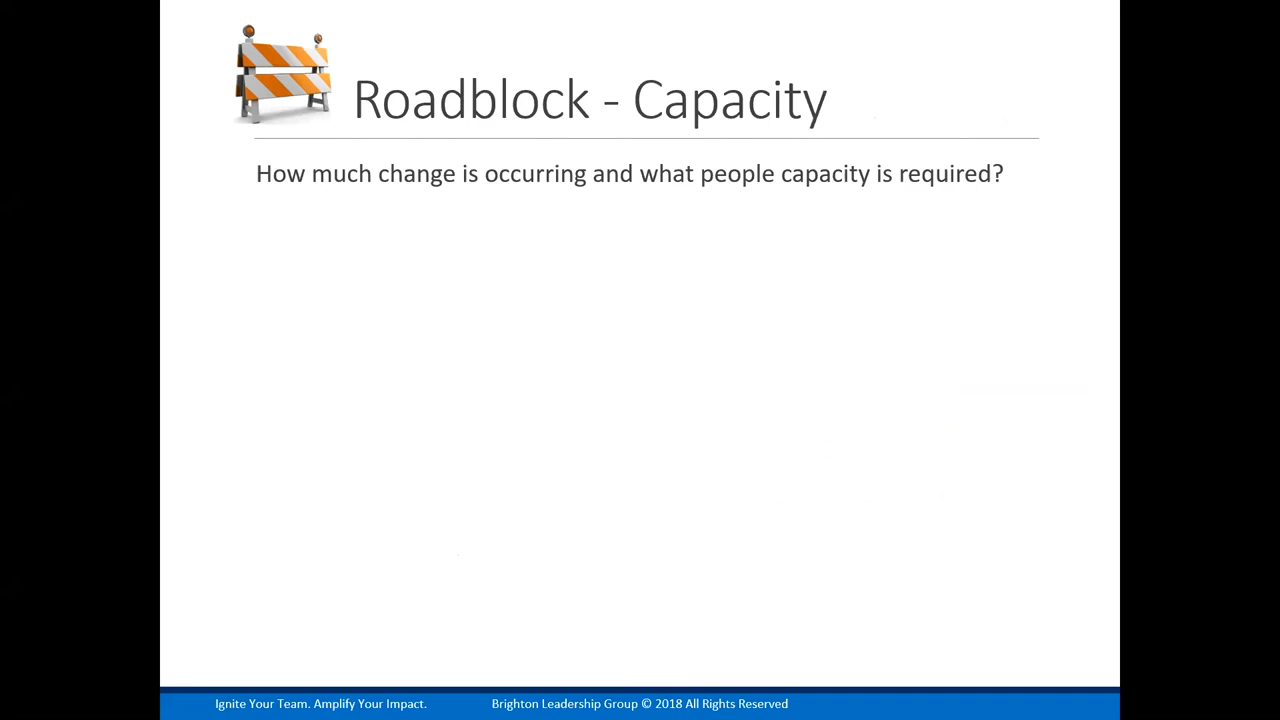 Roadblock - Capacity
How much change is occurring and what people capacity is required?
Ignite Your Team. Amplify Your Impact.
Brighton Leadership Group © 2018 All Rights Reserved